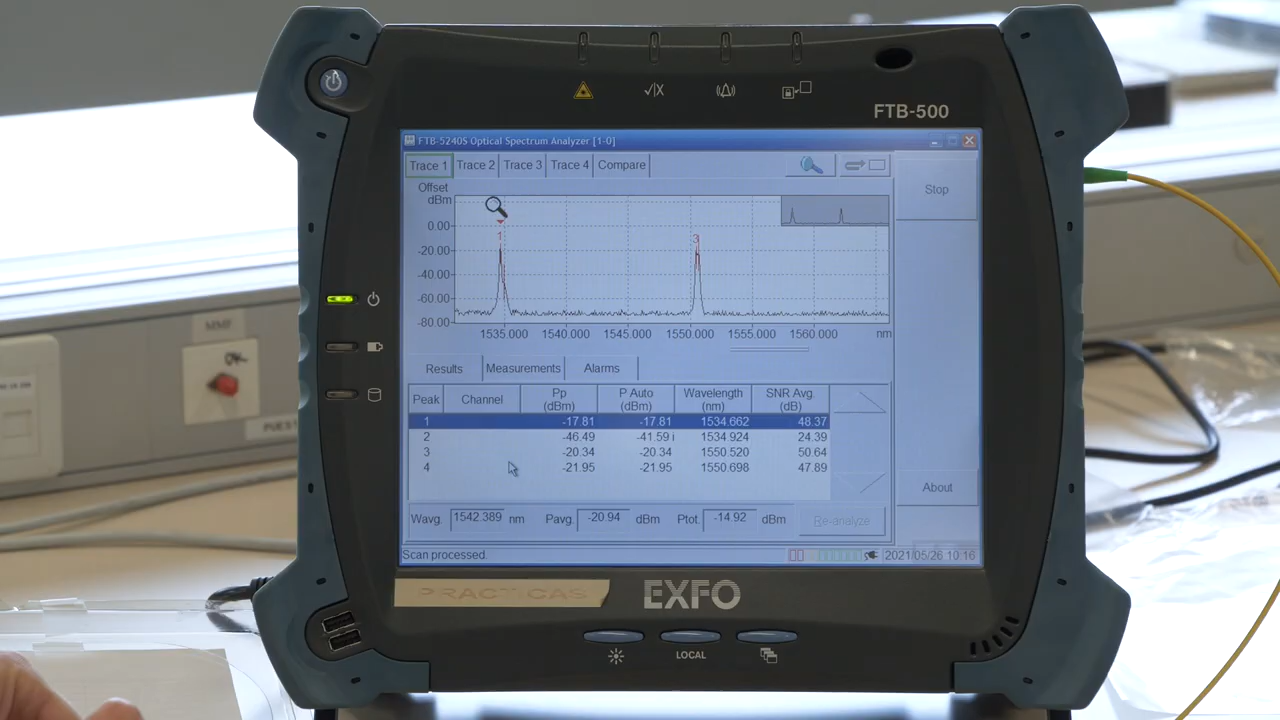 FTB-500
FTB-5240S Optical Spectrum Analyzer [1-0]
Trace 1 Trace 2 Trace 3 Trace 4 Compare
Stop
Offset
dBm
0.00
-20.00
-40.00
-60.00
-80.00
1 3
1535.000 1540.000 1545.000 1550.000 1555.000 1560.000 nm
Results Measurements Alarms
Peak Channel Pp (dBm) P Auto (dBm) Wavelength (nm) SNR Avg. (dB)
1 -17.81 -17.81 1534.662 48.37
2 -46.49 -41.59 i 1534.924 24.39
3 -20.34 -20.34 1550.520 50.64
4 -21.95 -21.95 1550.698 47.89
About
Wavg. 1542.389 nm Pavg. -20.94 dBm Ptot. -14.92 dBm Re-analyze
Scan processed. 2021/05/26 10:16
PRACTICAS
EXFO
LOCAL
MMF